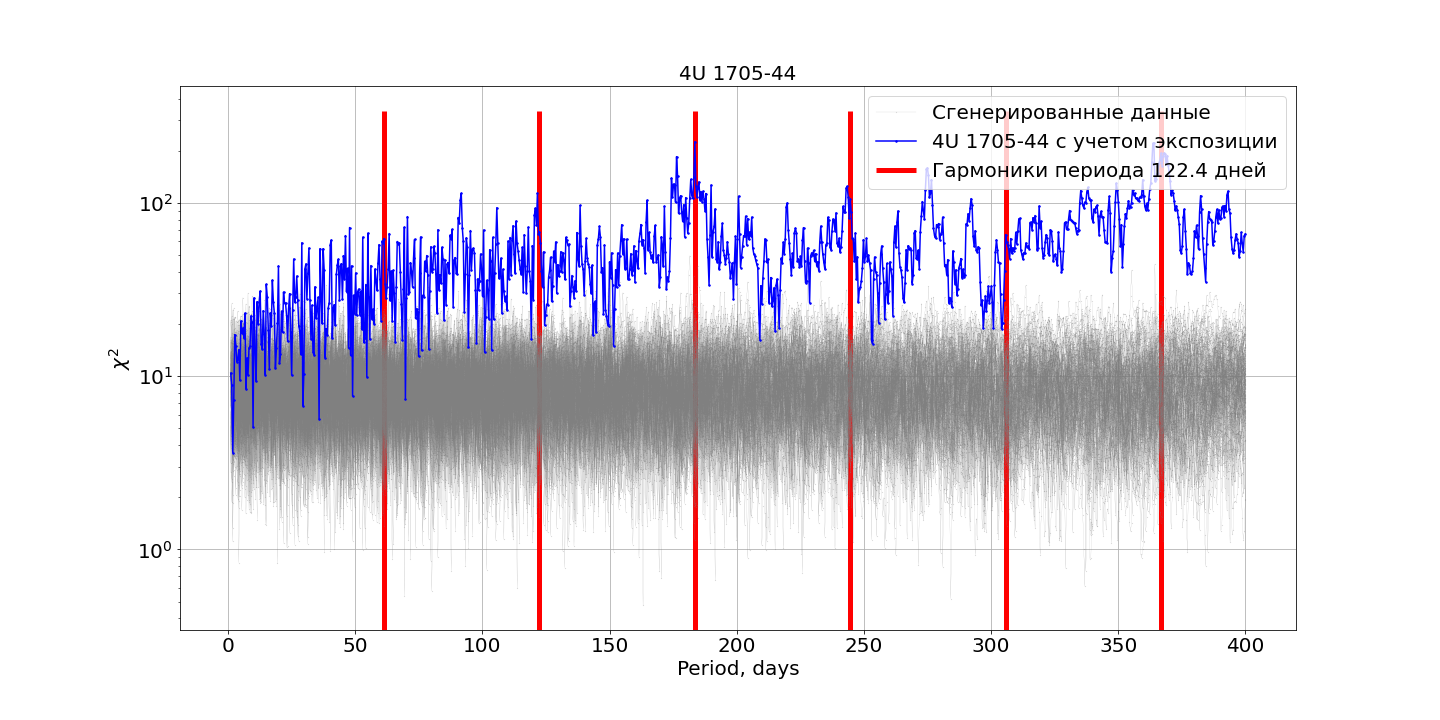 4U 1705-44
Сгенерированные данные
4U 1705-44 с учетом экспозиции
Гармоники периода 122.4 дней
χ²
10²
10¹
10⁰
0 50 100 150 200 250 300 350 400
Period, days